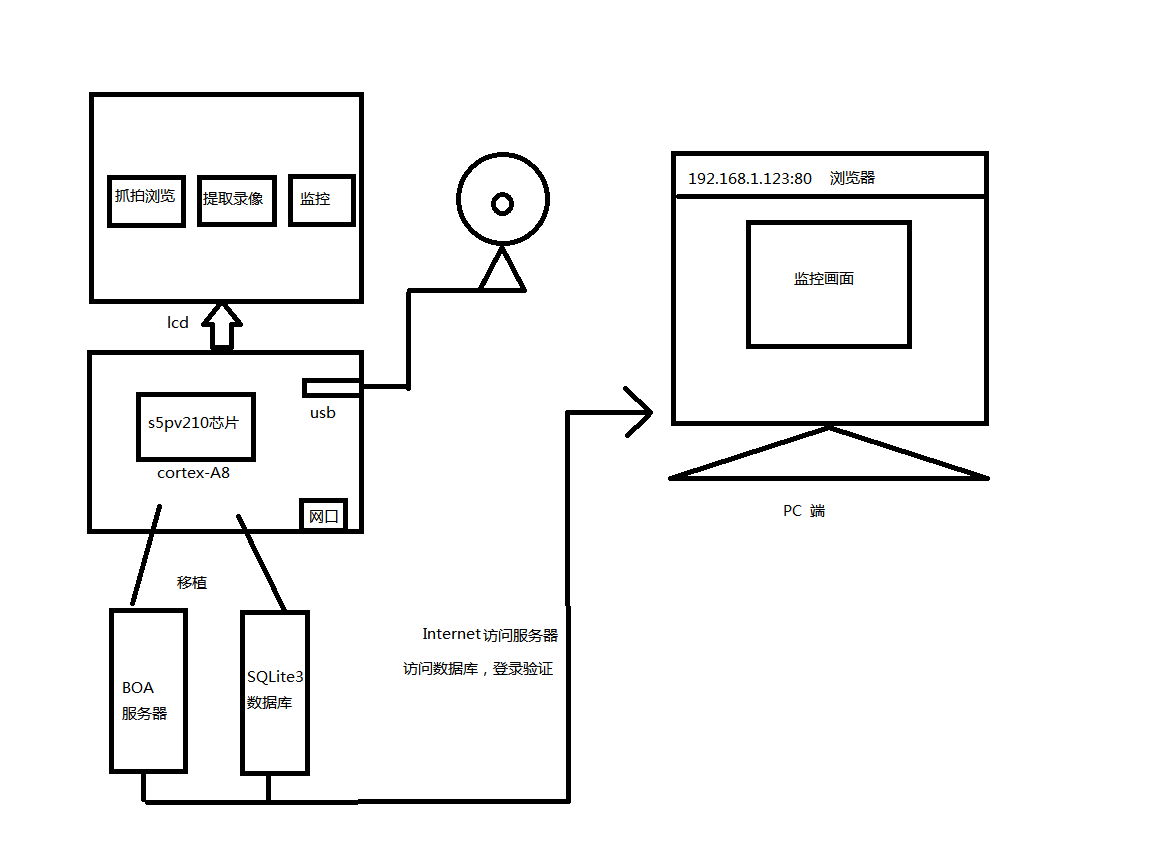 抓拍浏览
提取录像
监控
lcd
s5pv210芯片
cortex-A8
usb
网口
移植
BOA
服务器
SQLite3
数据库
Internet访问服务器
访问数据库，登录验证
192.168.1.123:80 浏览器
监控画面
PC 端